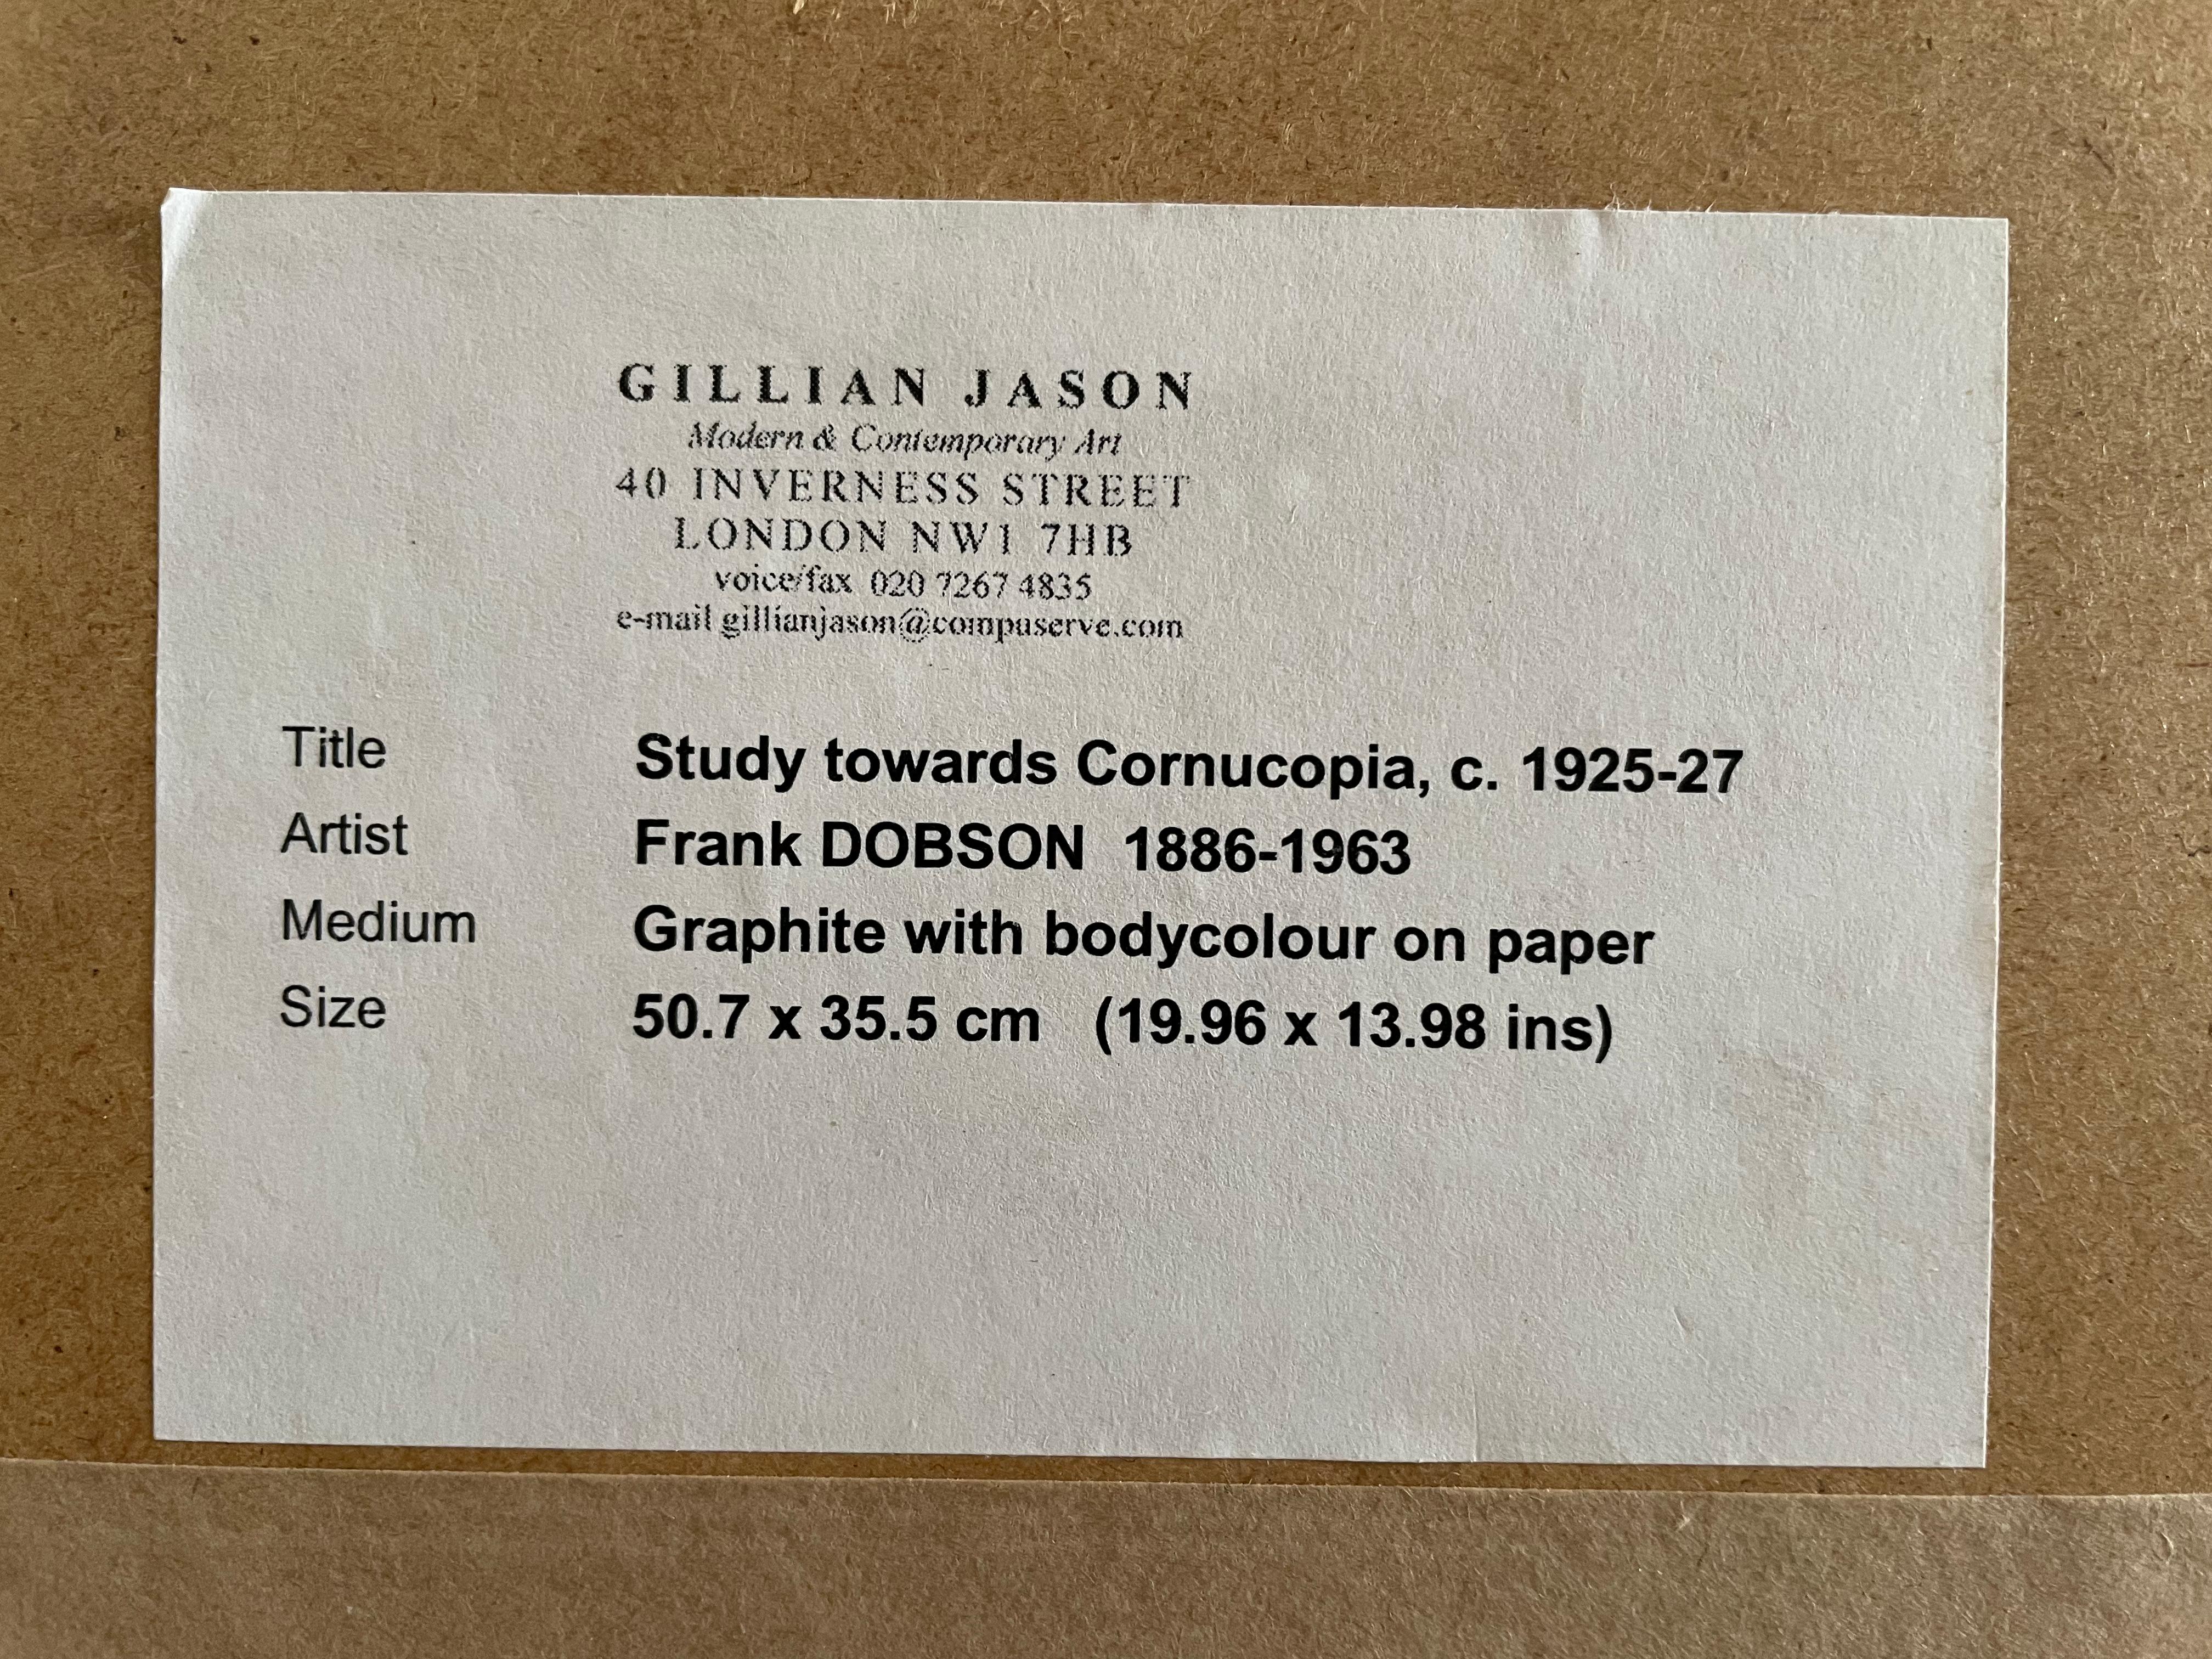 GILLIAN JASON
Modern & Contemporary Art
40 INVERNESS STREET
LONDON NW1 7HB
voice/fax 020 7267 4835
e-mail gillianjason@compuserve.com
Title Study towards Cornucopia, c. 1925-27
Artist Frank DOBSON 1886-1963
Medium Graphite with bodycolour on paper
Size 50.7 x 35.5 cm (19.96 x 13.98 ins)